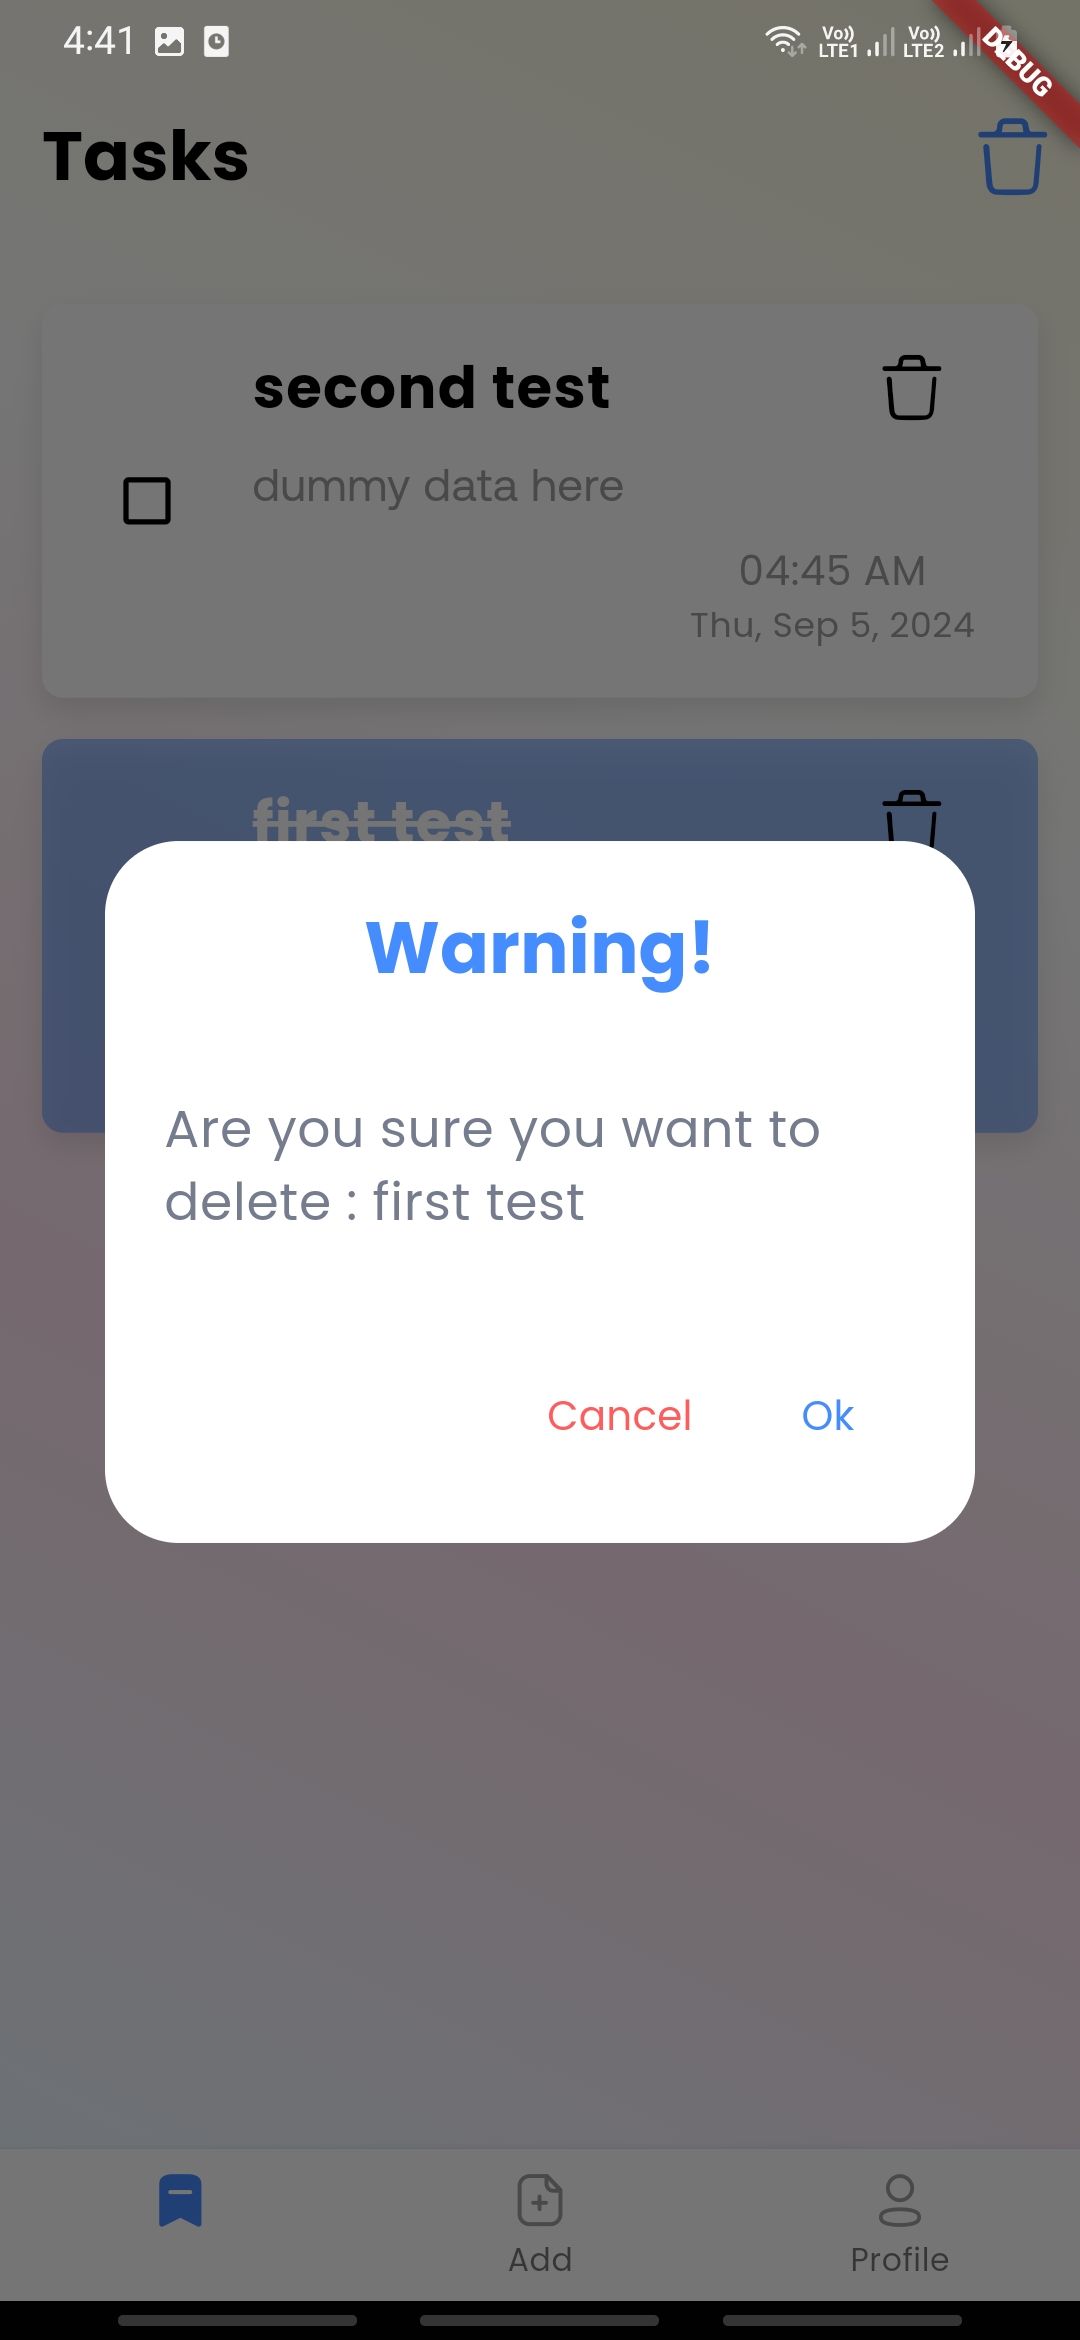 4:41
Vo)) LTE1 Vo)) LTE2
DEBUG
Tasks
second test
dummy data here
04:45 AM
Thu, Sep 5, 2024
first test
Warning!
Are you sure you want to
delete : first test
Cancel Ok
Add Profile